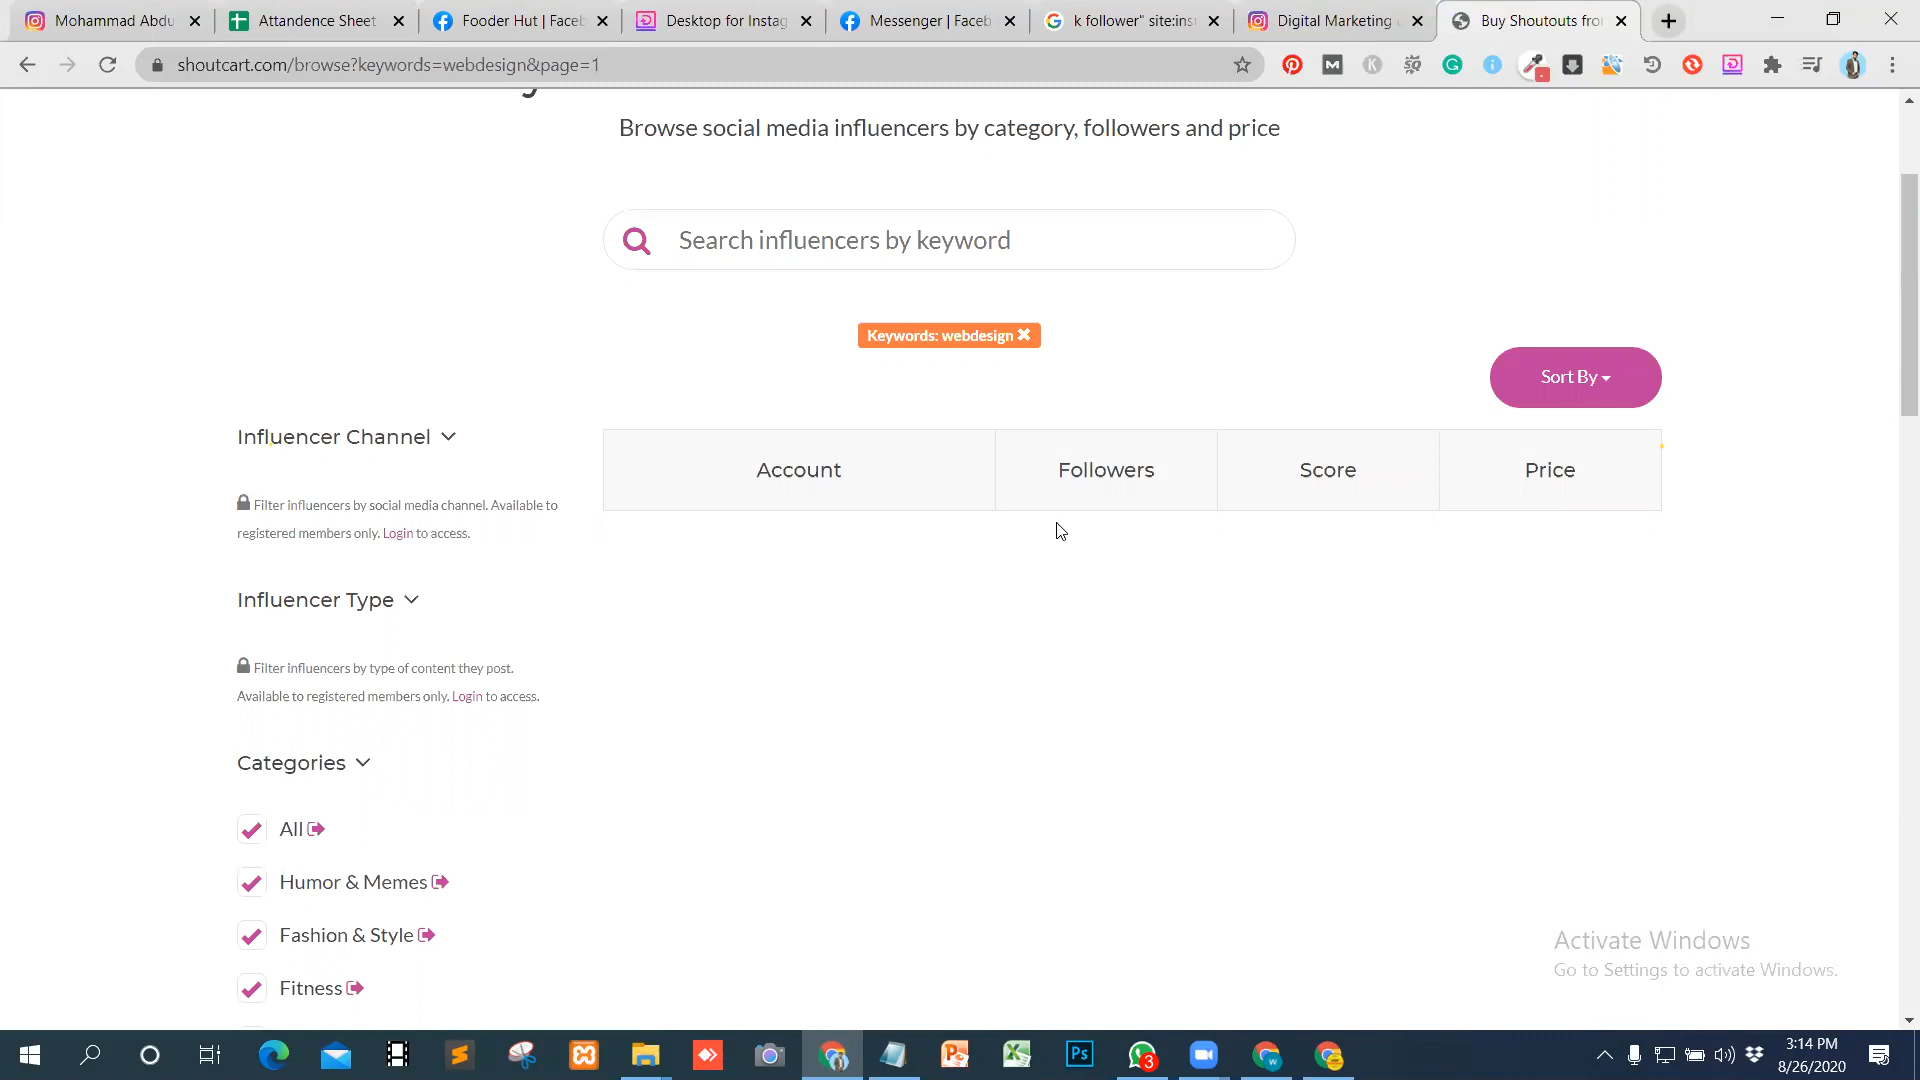 Mohammad Abdu
Attandence Sheet
Fooder Hut | Faceb
Desktop for Instag
Messenger | Faceb
k follower" site:ins
Digital Marketing
Buy Shoutouts fro
shoutcart.com/browse?keywords=webdesign&page=1
Browse social media influencers by category, followers and price
Search influencers by keyword
Keywords: webdesign
Sort By
Influencer Channel
Filter influencers by social media channel. Available to
registered members only. Login to access.
Influencer Type
Filter influencers by type of content they post.
Available to registered members only. Login to access.
Categories
All
Humor & Memes
Fashion & Style
Fitness
Account
Followers
Score
Price
Activate Windows
Go to Settings to activate Windows.
3
3:14 PM
8/26/2020